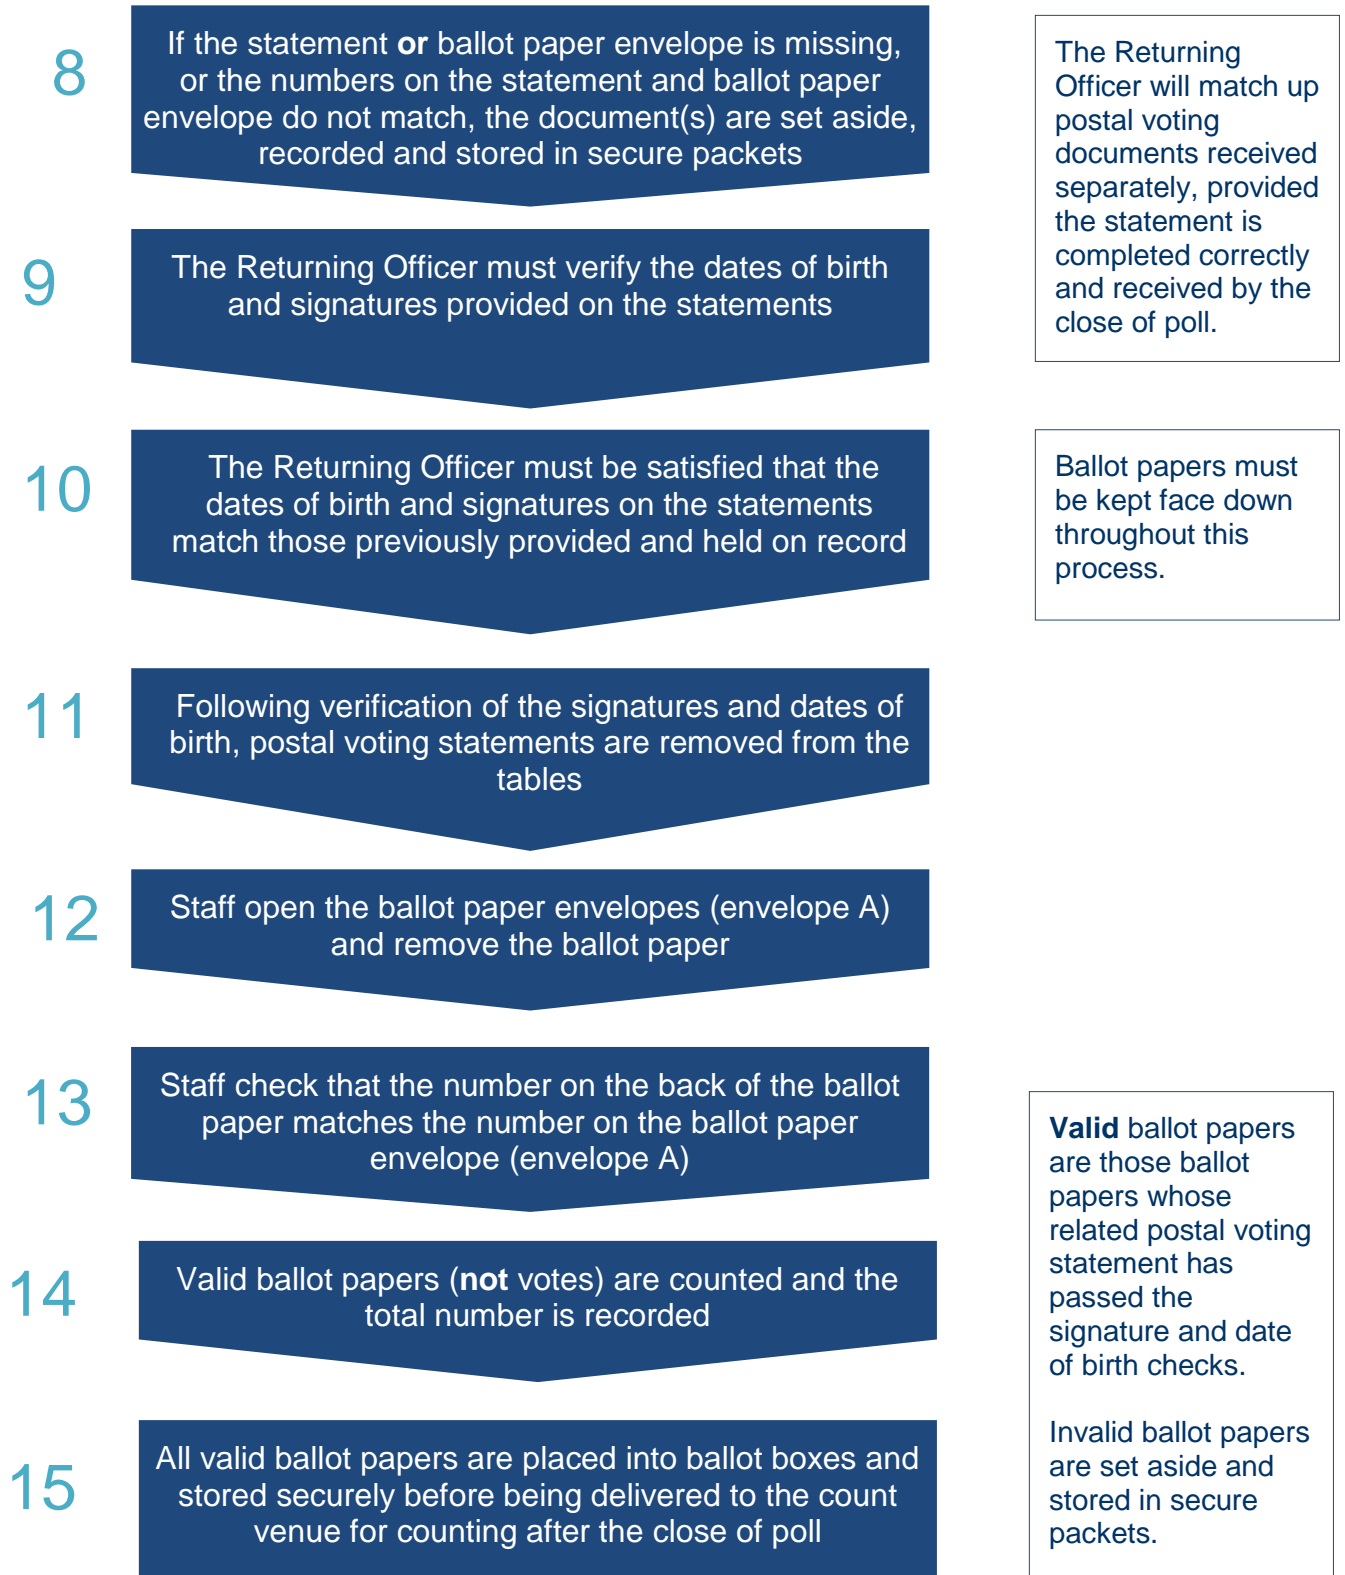 8
If the statement or ballot paper envelope is missing,
or the numbers on the statement and ballot paper
envelope do not match, the document(s) are set aside,
recorded and stored in secure packets
The Returning
Officer will match up
postal voting
documents received
separately, provided
the statement is
completed correctly
and received by the
close of poll.
9
The Returning Officer must verify the dates of birth
and signatures provided on the statements
10
The Returning Officer must be satisfied that the
dates of birth and signatures on the statements
match those previously provided and held on record
Ballot papers must
be kept face down
throughout this
process.
11
Following verification of the signatures and dates of
birth, postal voting statements are removed from the
tables
12
Staff open the ballot paper envelopes (envelope A)
and remove the ballot paper
13
Staff check that the number on the back of the ballot
paper matches the number on the ballot paper
envelope (envelope A)
14
Valid ballot papers (not votes) are counted and the
total number is recorded
15
All valid ballot papers are placed into ballot boxes and
stored securely before being delivered to the count
venue for counting after the close of poll
Valid ballot papers
are those ballot
papers whose
related postal voting
statement has
passed the
signature and date
of birth checks.
Invalid ballot papers
are set aside and
stored in secure
packets.